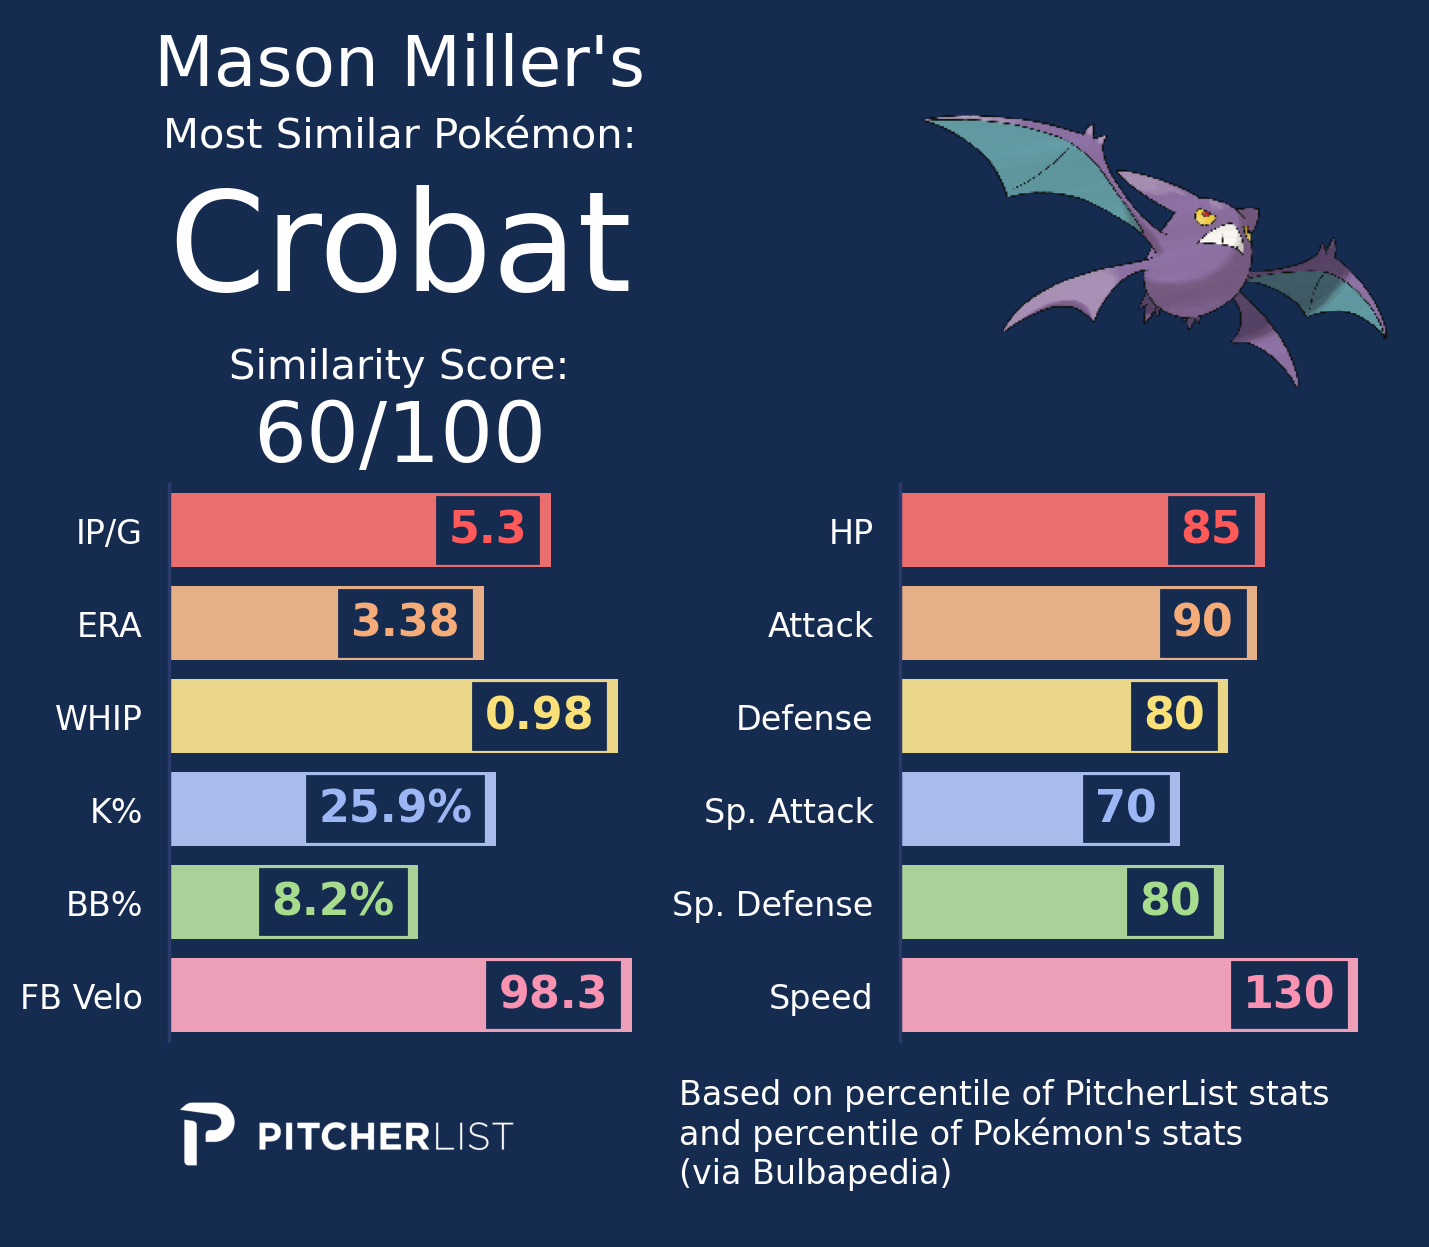 Mason Miller's
Most Similar Pokémon:
Crobat
Similarity Score:
60/100
IP/G 5.3
ERA 3.38
WHIP 0.98
K% 25.9%
BB% 8.2%
FB Velo 98.3
HP 85
Attack 90
Defense 80
Sp. Attack 70
Sp. Defense 80
Speed 130
PITCHERLIST
Based on percentile of PitcherList stats
and percentile of Pokémon's stats
(via Bulbapedia)